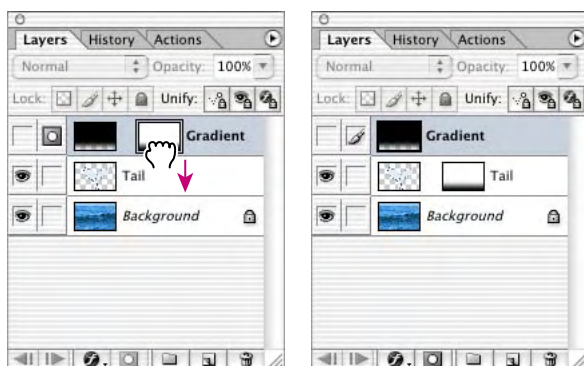 Layers History Actions
Normal Opacity: 100%
Lock: Unify:
Gradient
Tail
Background
Layers History Actions
Normal Opacity: 100%
Lock: Unify:
Gradient
Tail
Background